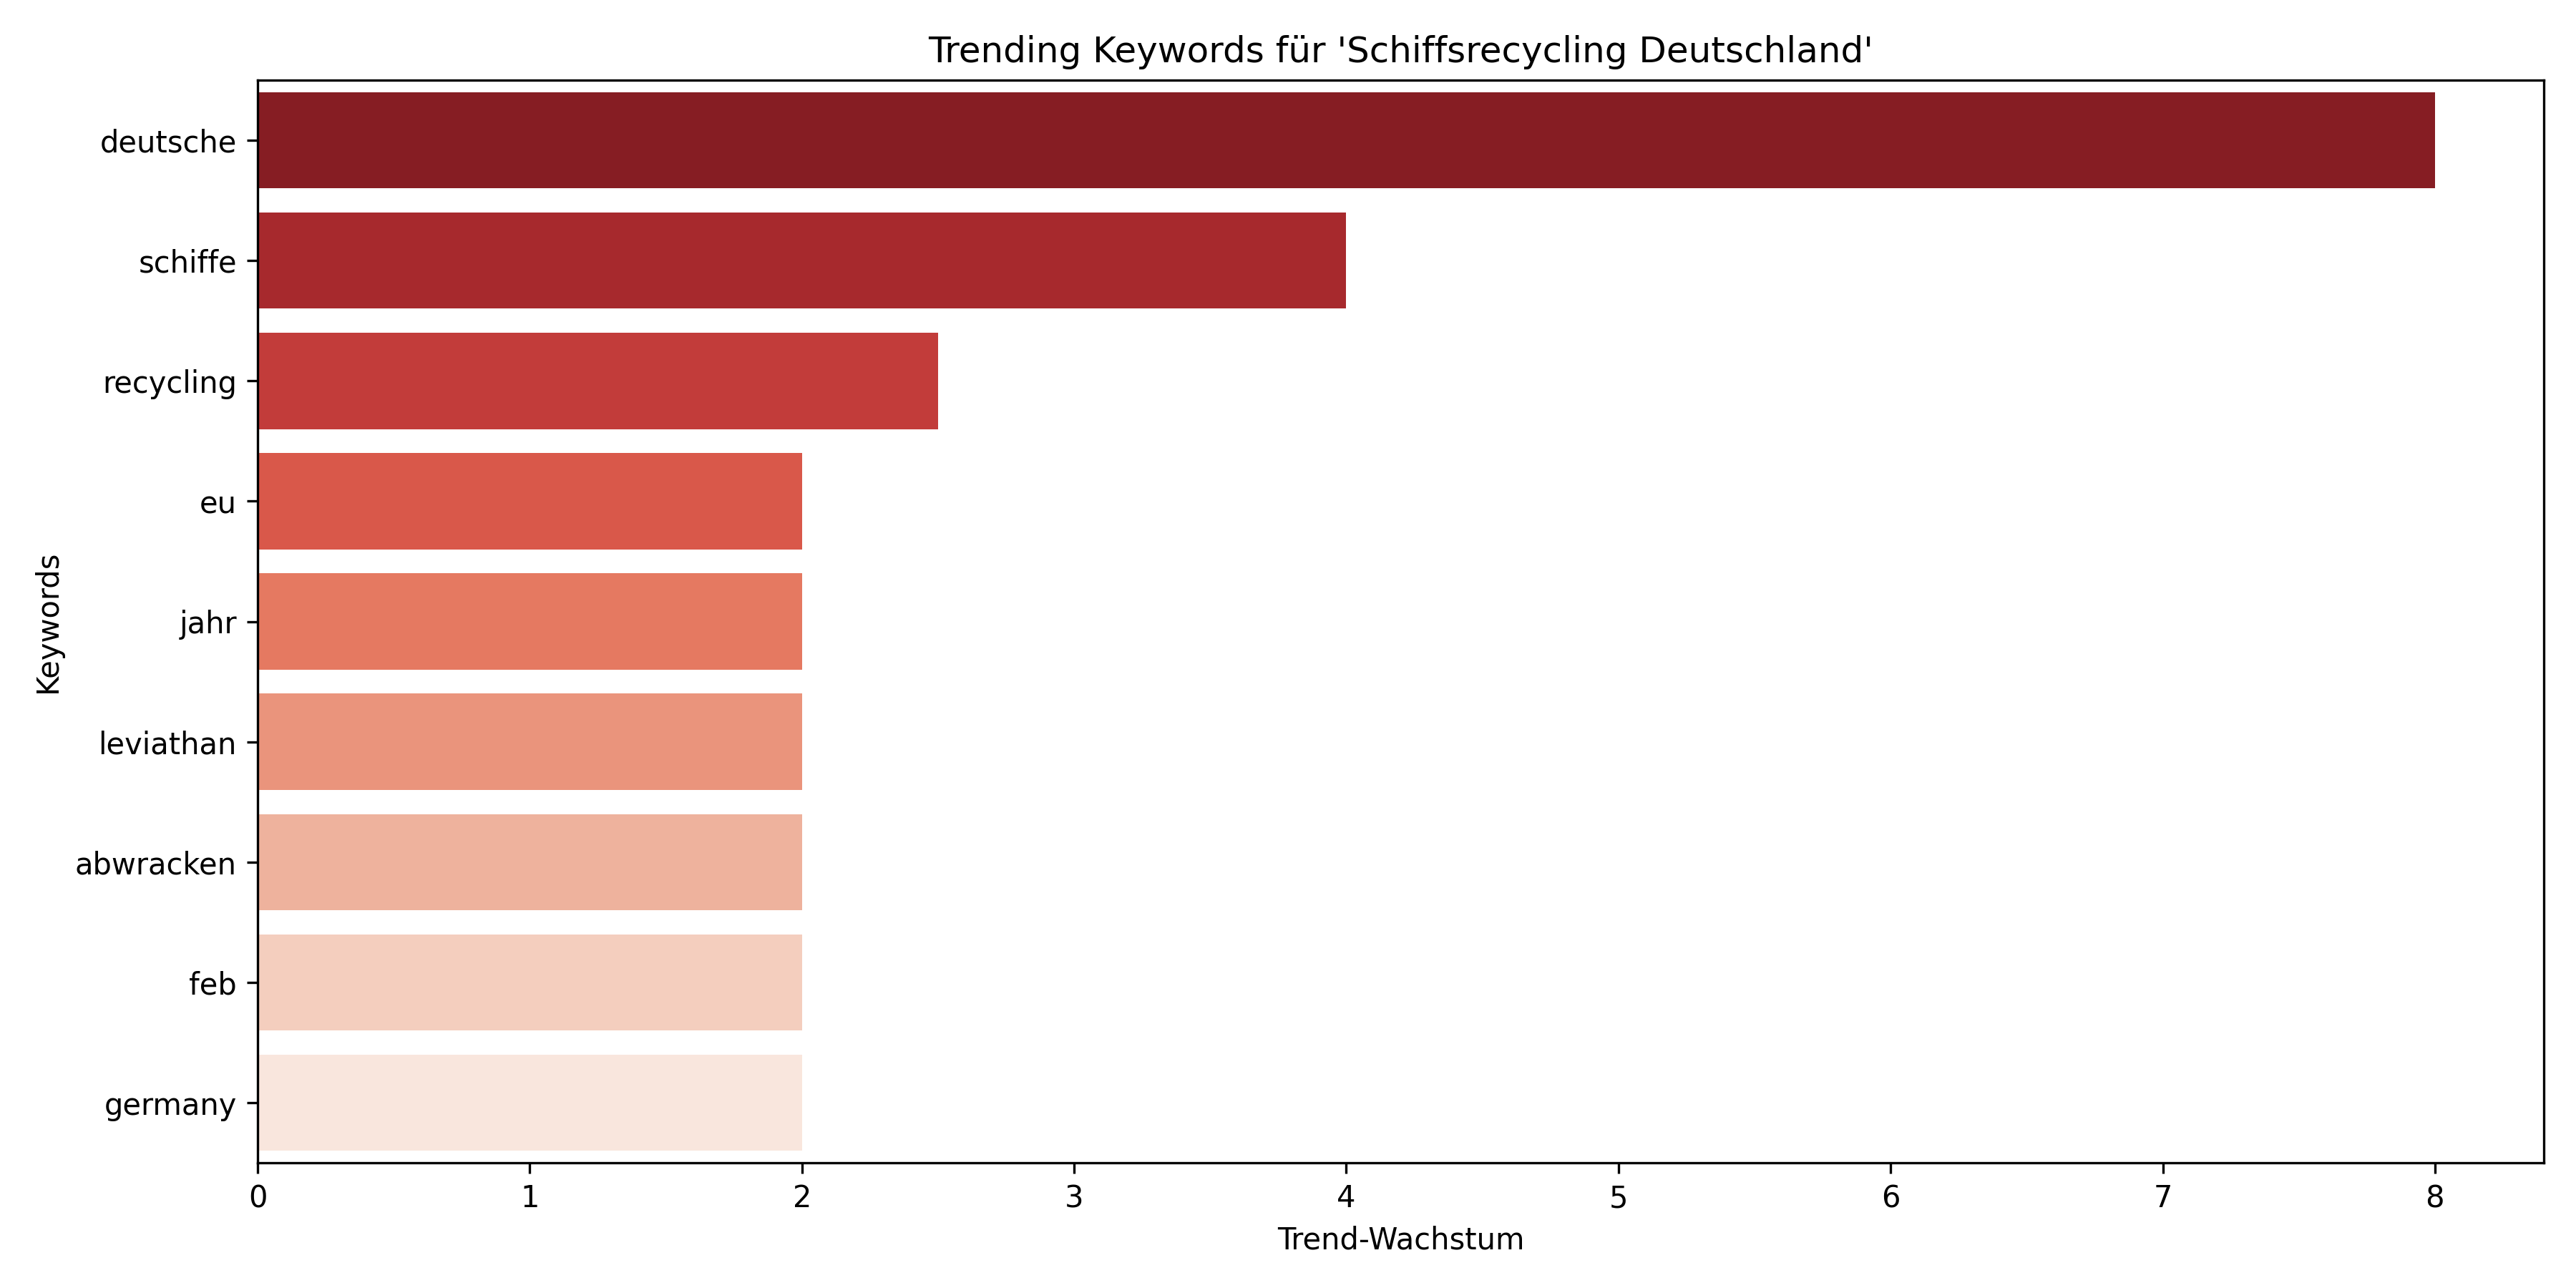 Trending Keywords für 'Schiffsrecycling Deutschland'
deutsche
schiffe
recycling
eu
jahr
leviathan
abwracken
feb
germany
Keywords
0 1 2 3 4 5 6 7 8
Trend-Wachstum